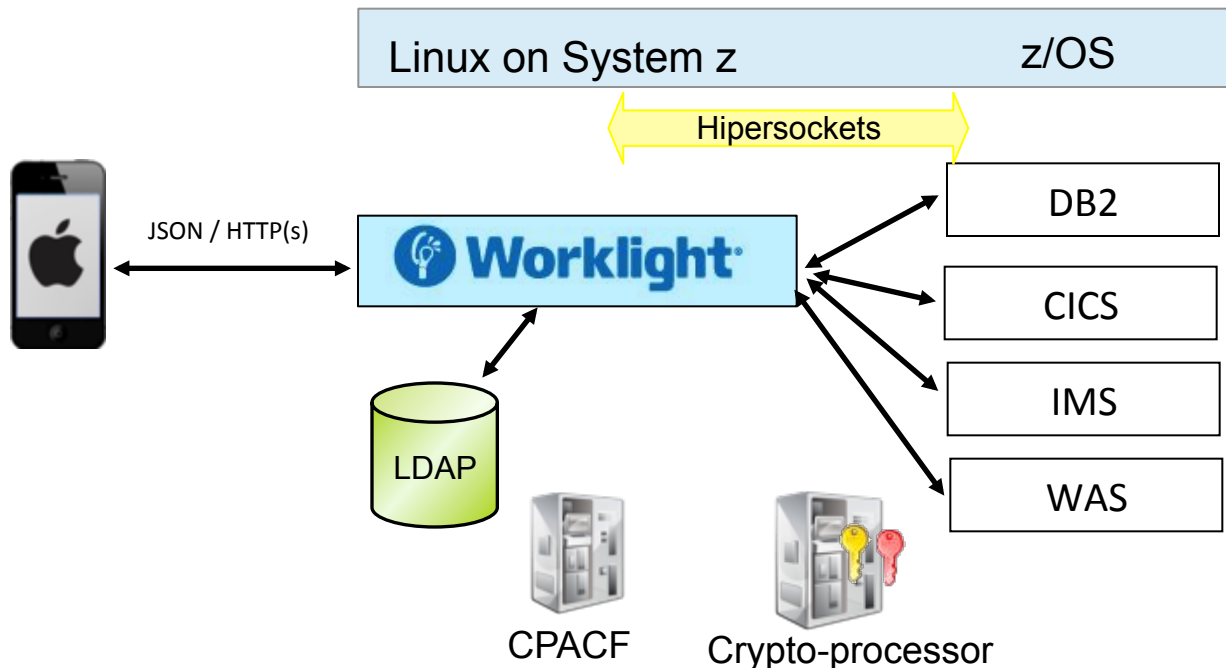 Linux on System z
z/OS
Hipersockets
JSON / HTTP(s)
Worklight®
DB2
CICS
IMS
WAS
LDAP
CPACF
Crypto-processor